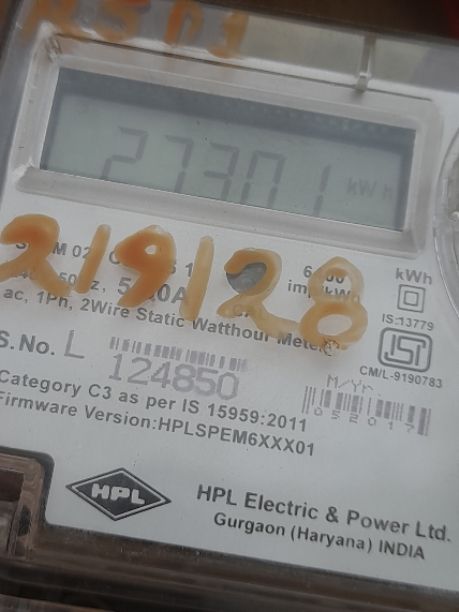 27301 kWh
219128
kWh
IS:13779
ac, 1Ph, 2Wire Static Watthour Meter
CM/L-9190783
S.No. L 124850
M/Yr.
Category C3 as per IS 15959:2011
Firmware Version:HPLSPEM6XXX01
HPL
HPL Electric & Power Ltd.
Gurgaon (Haryana) INDIA